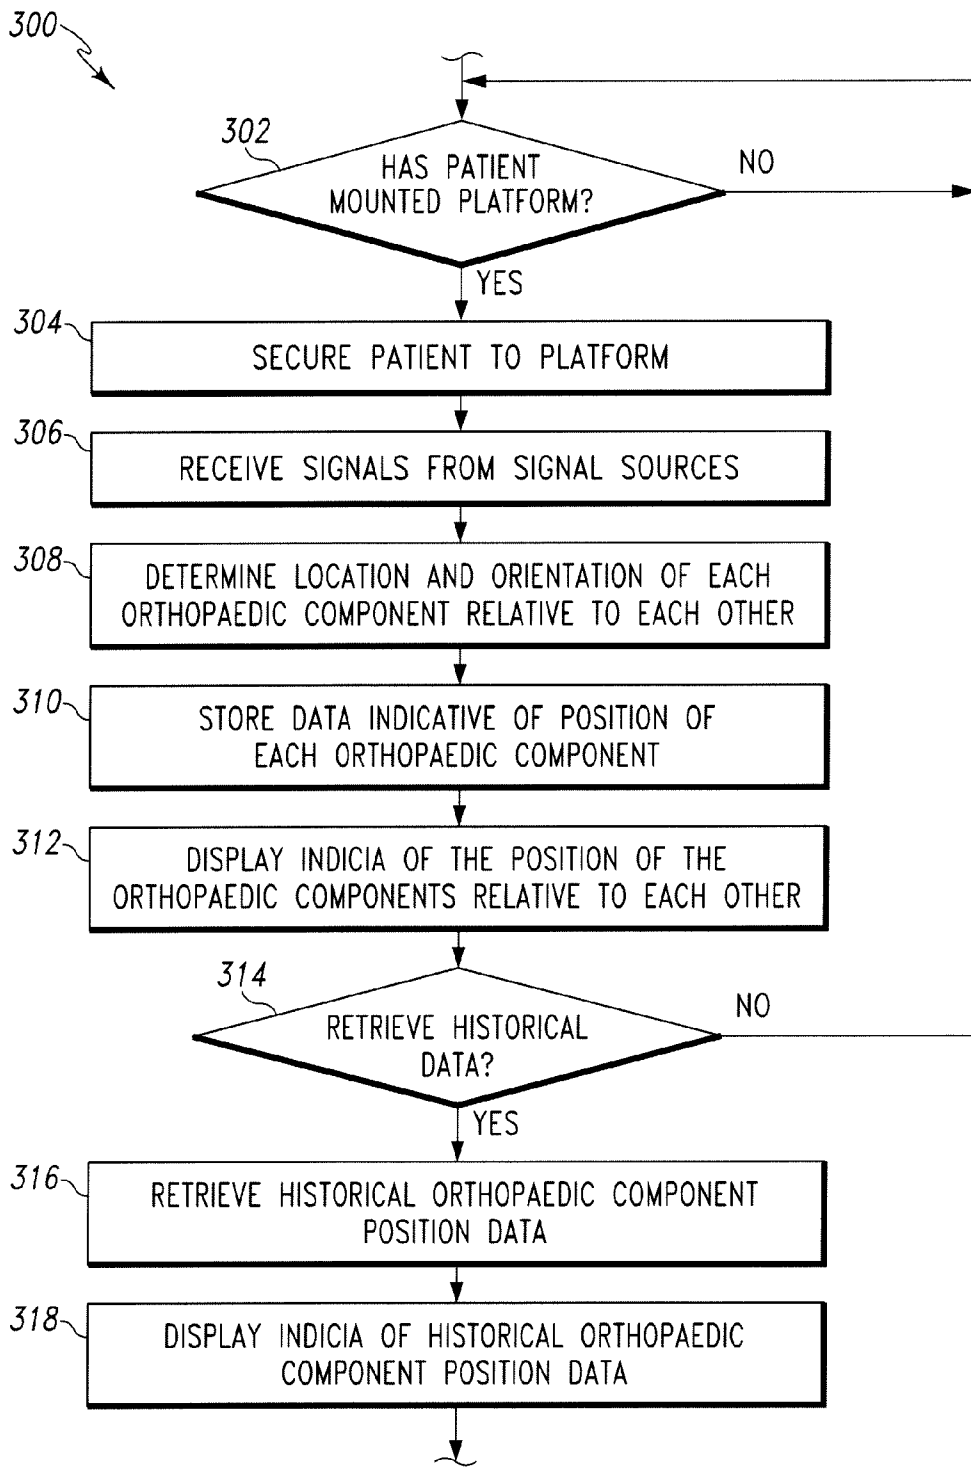 300
302
HAS PATIENT
MOUNTED PLATFORM?
NO
YES
304
SECURE PATIENT TO PLATFORM
306
RECEIVE SIGNALS FROM SIGNAL SOURCES
308
DETERMINE LOCATION AND ORIENTATION OF EACH
ORTHOPAEDIC COMPONENT RELATIVE TO EACH OTHER
310
STORE DATA INDICATIVE OF POSITION OF
EACH ORTHOPAEDIC COMPONENT
312
DISPLAY INDICIA OF THE POSITION OF THE
ORTHOPAEDIC COMPONENTS RELATIVE TO EACH OTHER
314
RETRIEVE HISTORICAL
DATA?
NO
YES
316
RETRIEVE HISTORICAL ORTHOPAEDIC COMPONENT
POSITION DATA
318
DISPLAY INDICIA OF HISTORICAL ORTHOPAEDIC
COMPONENT POSITION DATA